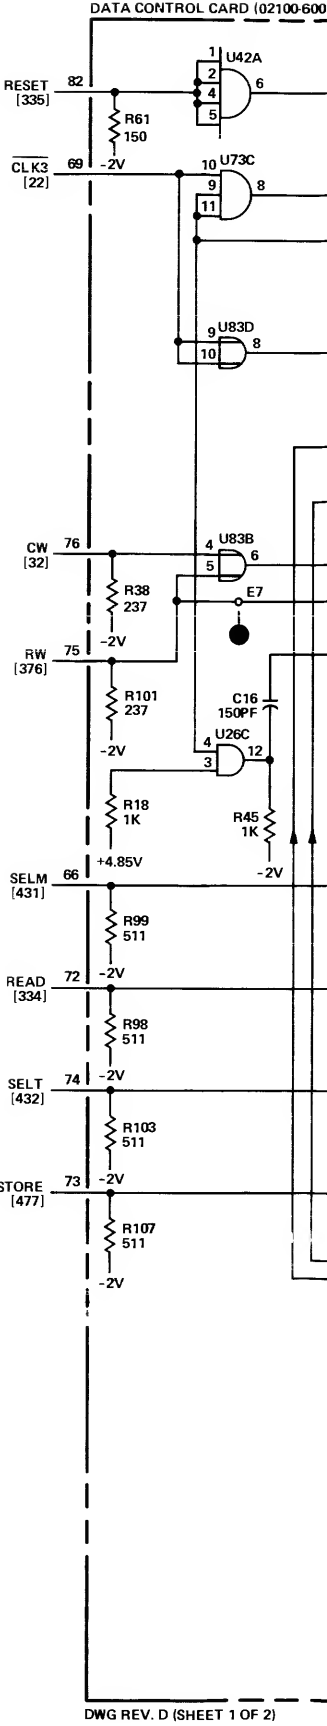 DATA CONTROL CARD (02100-600
1 U42A
RESET 82 2 6
[335] 4
5
R61
150
-2V
CLK3 69 10 U73C
[22] 9 8
11
U83D
9 8
10
U83B
CW 76 4 6
[32] 5
R38 E7
237
-2V
RW 75
[376]
R101
237
-2V
C16
150PF
U26C
4 12
3
R18
1K
R45
1K
+4.85V
-2V
SELM 66
[431]
R99
511
-2V
READ 72
[334]
R98
511
-2V
SELT 74
[432]
R103
511
-2V
STORE 73
[477]
R107
511
-2V
DWG REV. D (SHEET 1 OF 2)